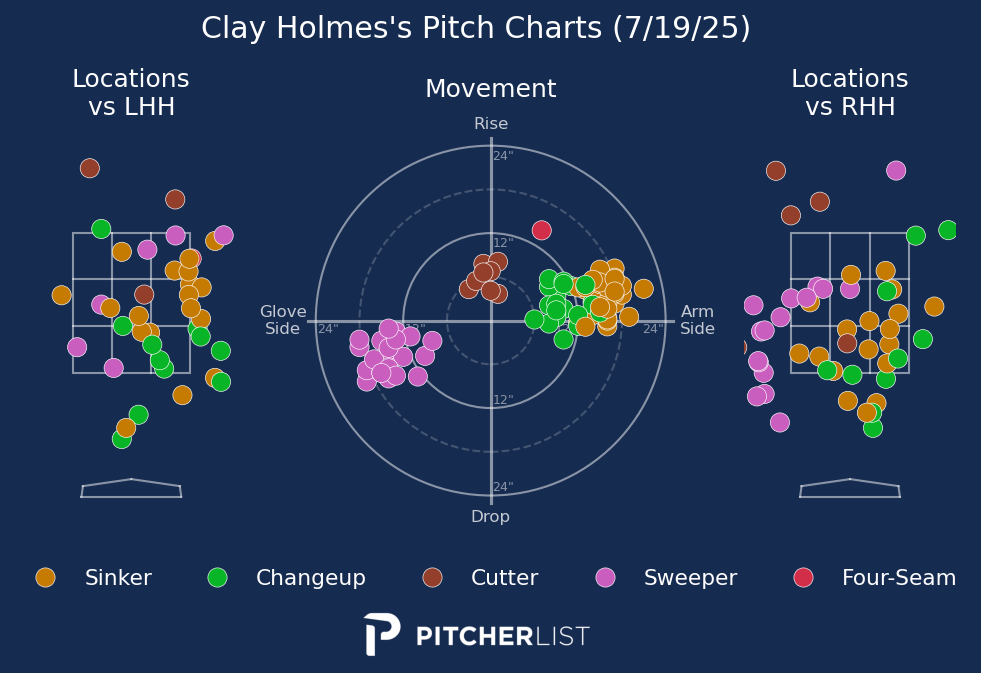 Clay Holmes's Pitch Charts (7/19/25)
Locations
vs LHH
Movement
Locations
vs RHH
Rise
24"
12"
Glove
Side
24"
12"
24"
Arm
Side
12"
24"
Drop
Sinker
Changeup
Cutter
Sweeper
Four-Seam
PITCHERLIST